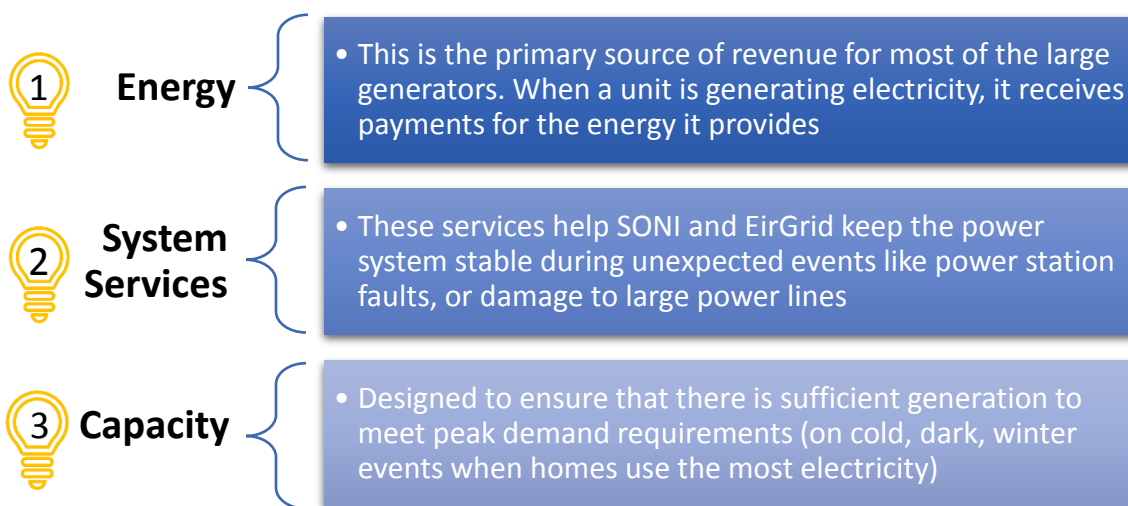 1
Energy
• This is the primary source of revenue for most of the large
generators. When a unit is generating electricity, it receives
payments for the energy it provides
2
System
Services
• These services help SONI and EirGrid keep the power
system stable during unexpected events like power station
faults, or damage to large power lines
3
Capacity
• Designed to ensure that there is sufficient generation to
meet peak demand requirements (on cold, dark, winter
events when homes use the most electricity)